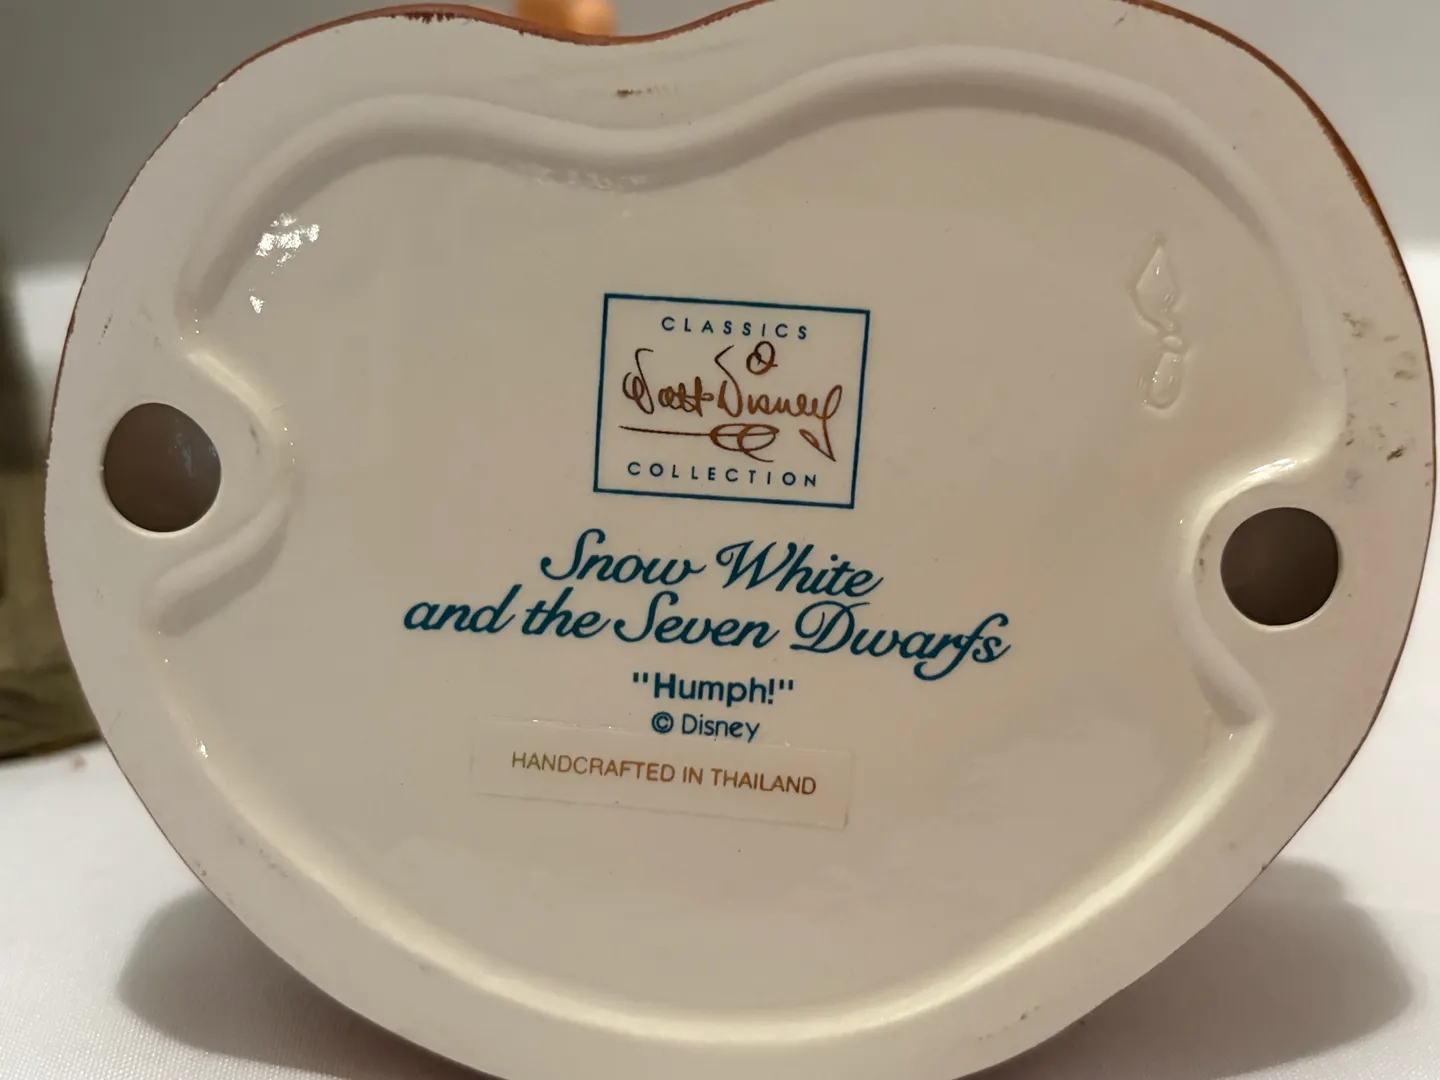 CLASSICS
Walt Disney
COLLECTION
Snow White
and the Seven Dwarfs
"Humph!"
© Disney
HANDCRAFTED IN THAILAND